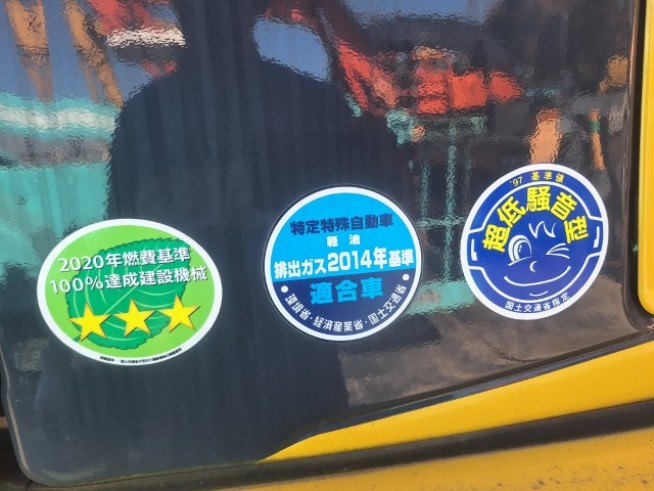 2020年燃費基準
100%達成建設機械
特定特殊自動車
軽油
排出ガス2014年基準
適合車
環境省・経済産業省・国土交通省
'97 基準値
超低騒音型
国土交通省指定